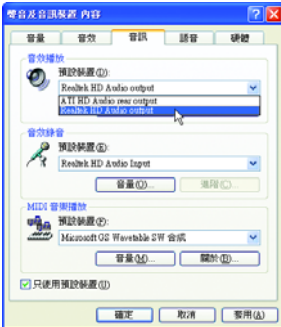 聲音及音訊裝置 內容
音量
音效
音訊
語音
硬體
音效播放
預設裝置(D):
Realtek HD Audio output
ATI HD Audio rear output
Realtek HD Audio output
音效錄音
預設裝置(E):
Realtek HD Audio Input
音量(O)...
進階(C)...
MIDI 音樂播放
預設裝置(F):
Microsoft GS Wavetable SW 合成
音量(M)...
關於(B)...
只使用預設裝置(U)
確定
取消
套用(A)